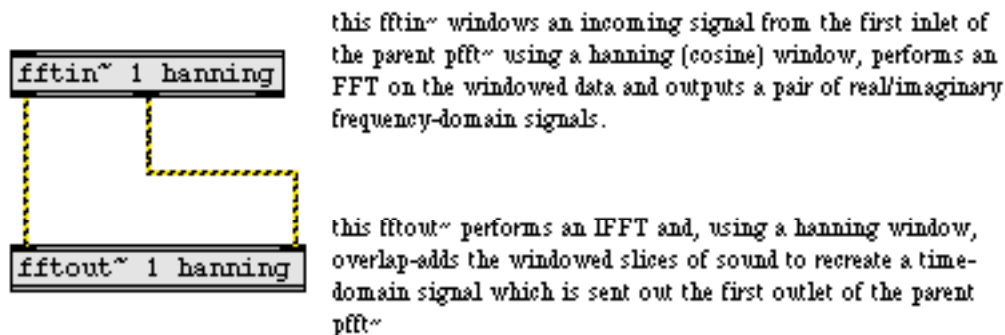 this fftin~ windows an incoming signal from the first inlet of
the parent pfft~ using a hanning (cosine) window, performs an
FFT on the windowed data and outputs a pair of real/imaginary
frequency-domain signals.
fftin~ 1 hanning
this fftout~ performs an IFFT and, using a hanning window,
overlap-adds the windowed slices of sound to recreate a time-
domain signal which is sent out the first outlet of the parent
pfft~
fftout~ 1 hanning